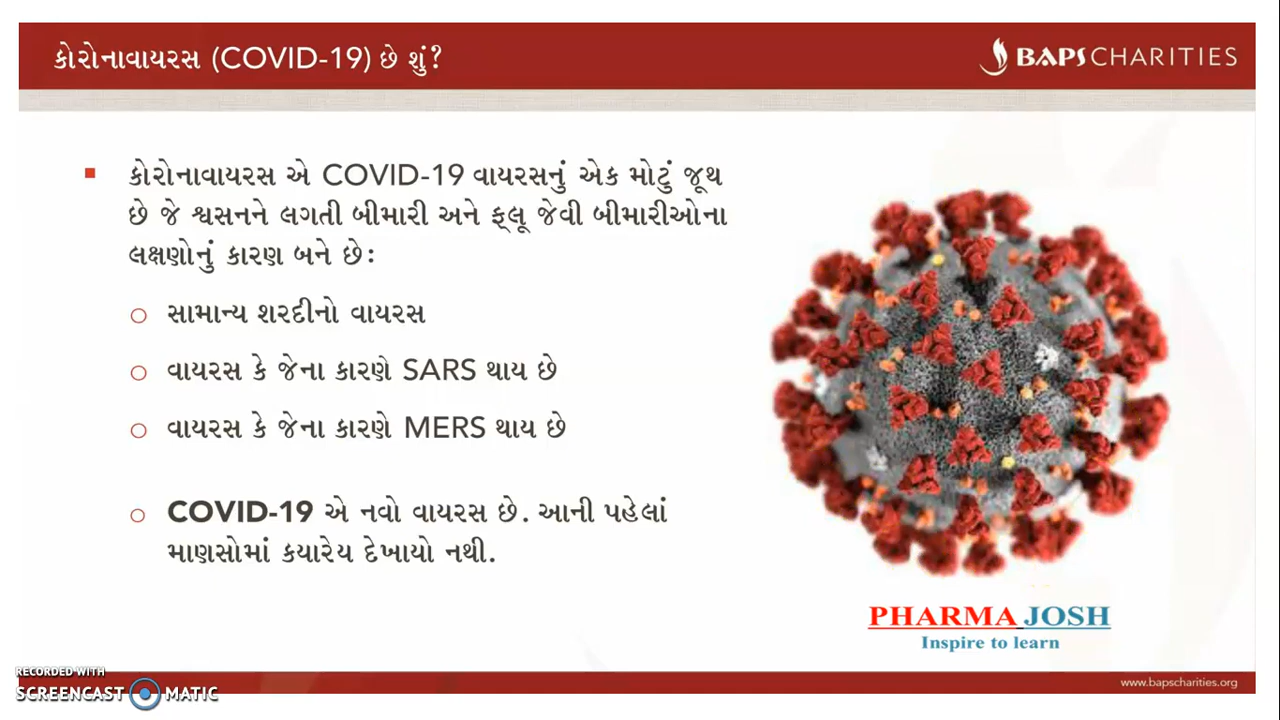 કોરોનાવાયરસ (COVID-19) છે શું?
BAPS CHARITIES
કોરોનાવાયરસ એ COVID-19 વાયરસનું એક મોટું જૂથ
છે જે શ્વસનને લગતી બીમારી અને ફ્લૂ જેવી બીમારીઓના
લક્ષણોનું કારણ બને છે:
સામાન્ય શરદીનો વાયરસ
વાયરસ કે જેના કારણે SARS થાય છે
વાયરસ કે જેના કારણે MERS થાય છે
COVID-19 એ નવો વાયરસ છે. આની પહેલાં
માણસોમાં કયારેય દેખાયો નથી.
PHARMA JOSH
Inspire to learn
RECORDED WITH
SCREENCAST MATIC
www.bapscharities.org